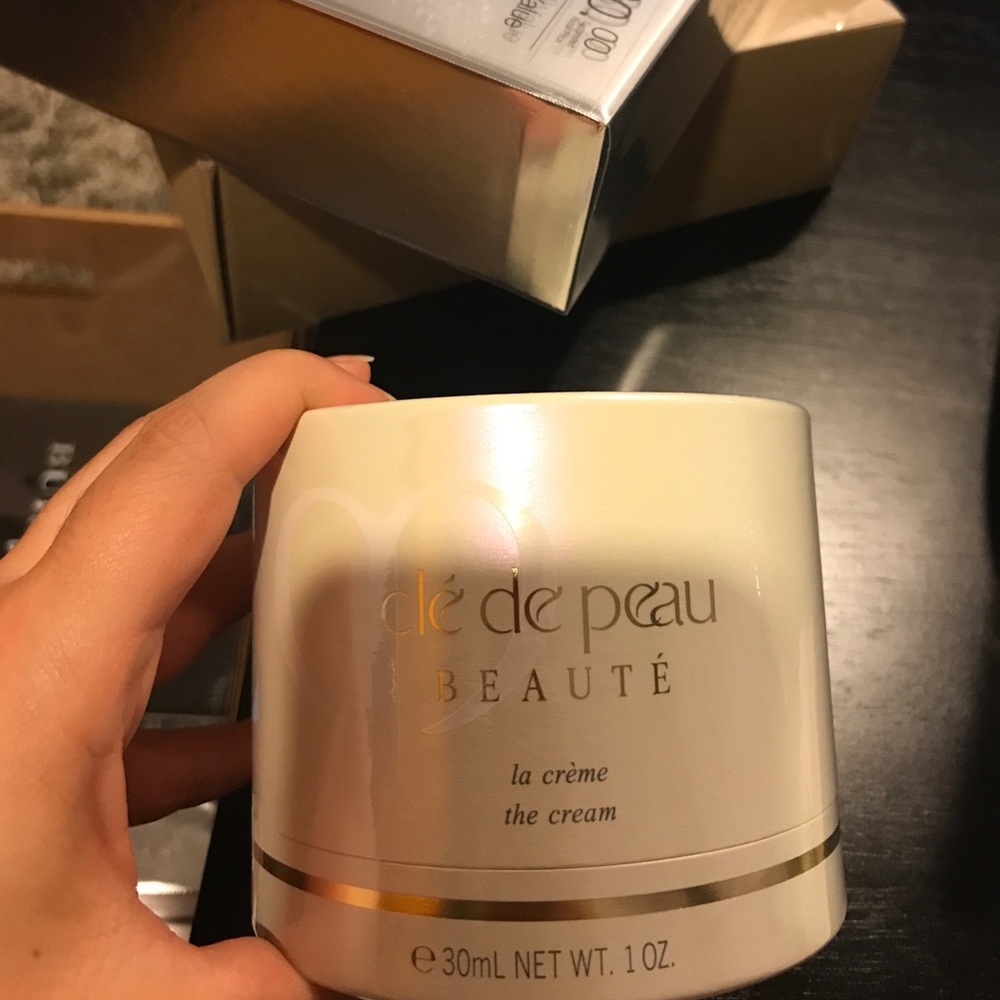 clé de peau
BEAUTÉ
la crème
the cream
℮ 30mL NET WT. 1 OZ.